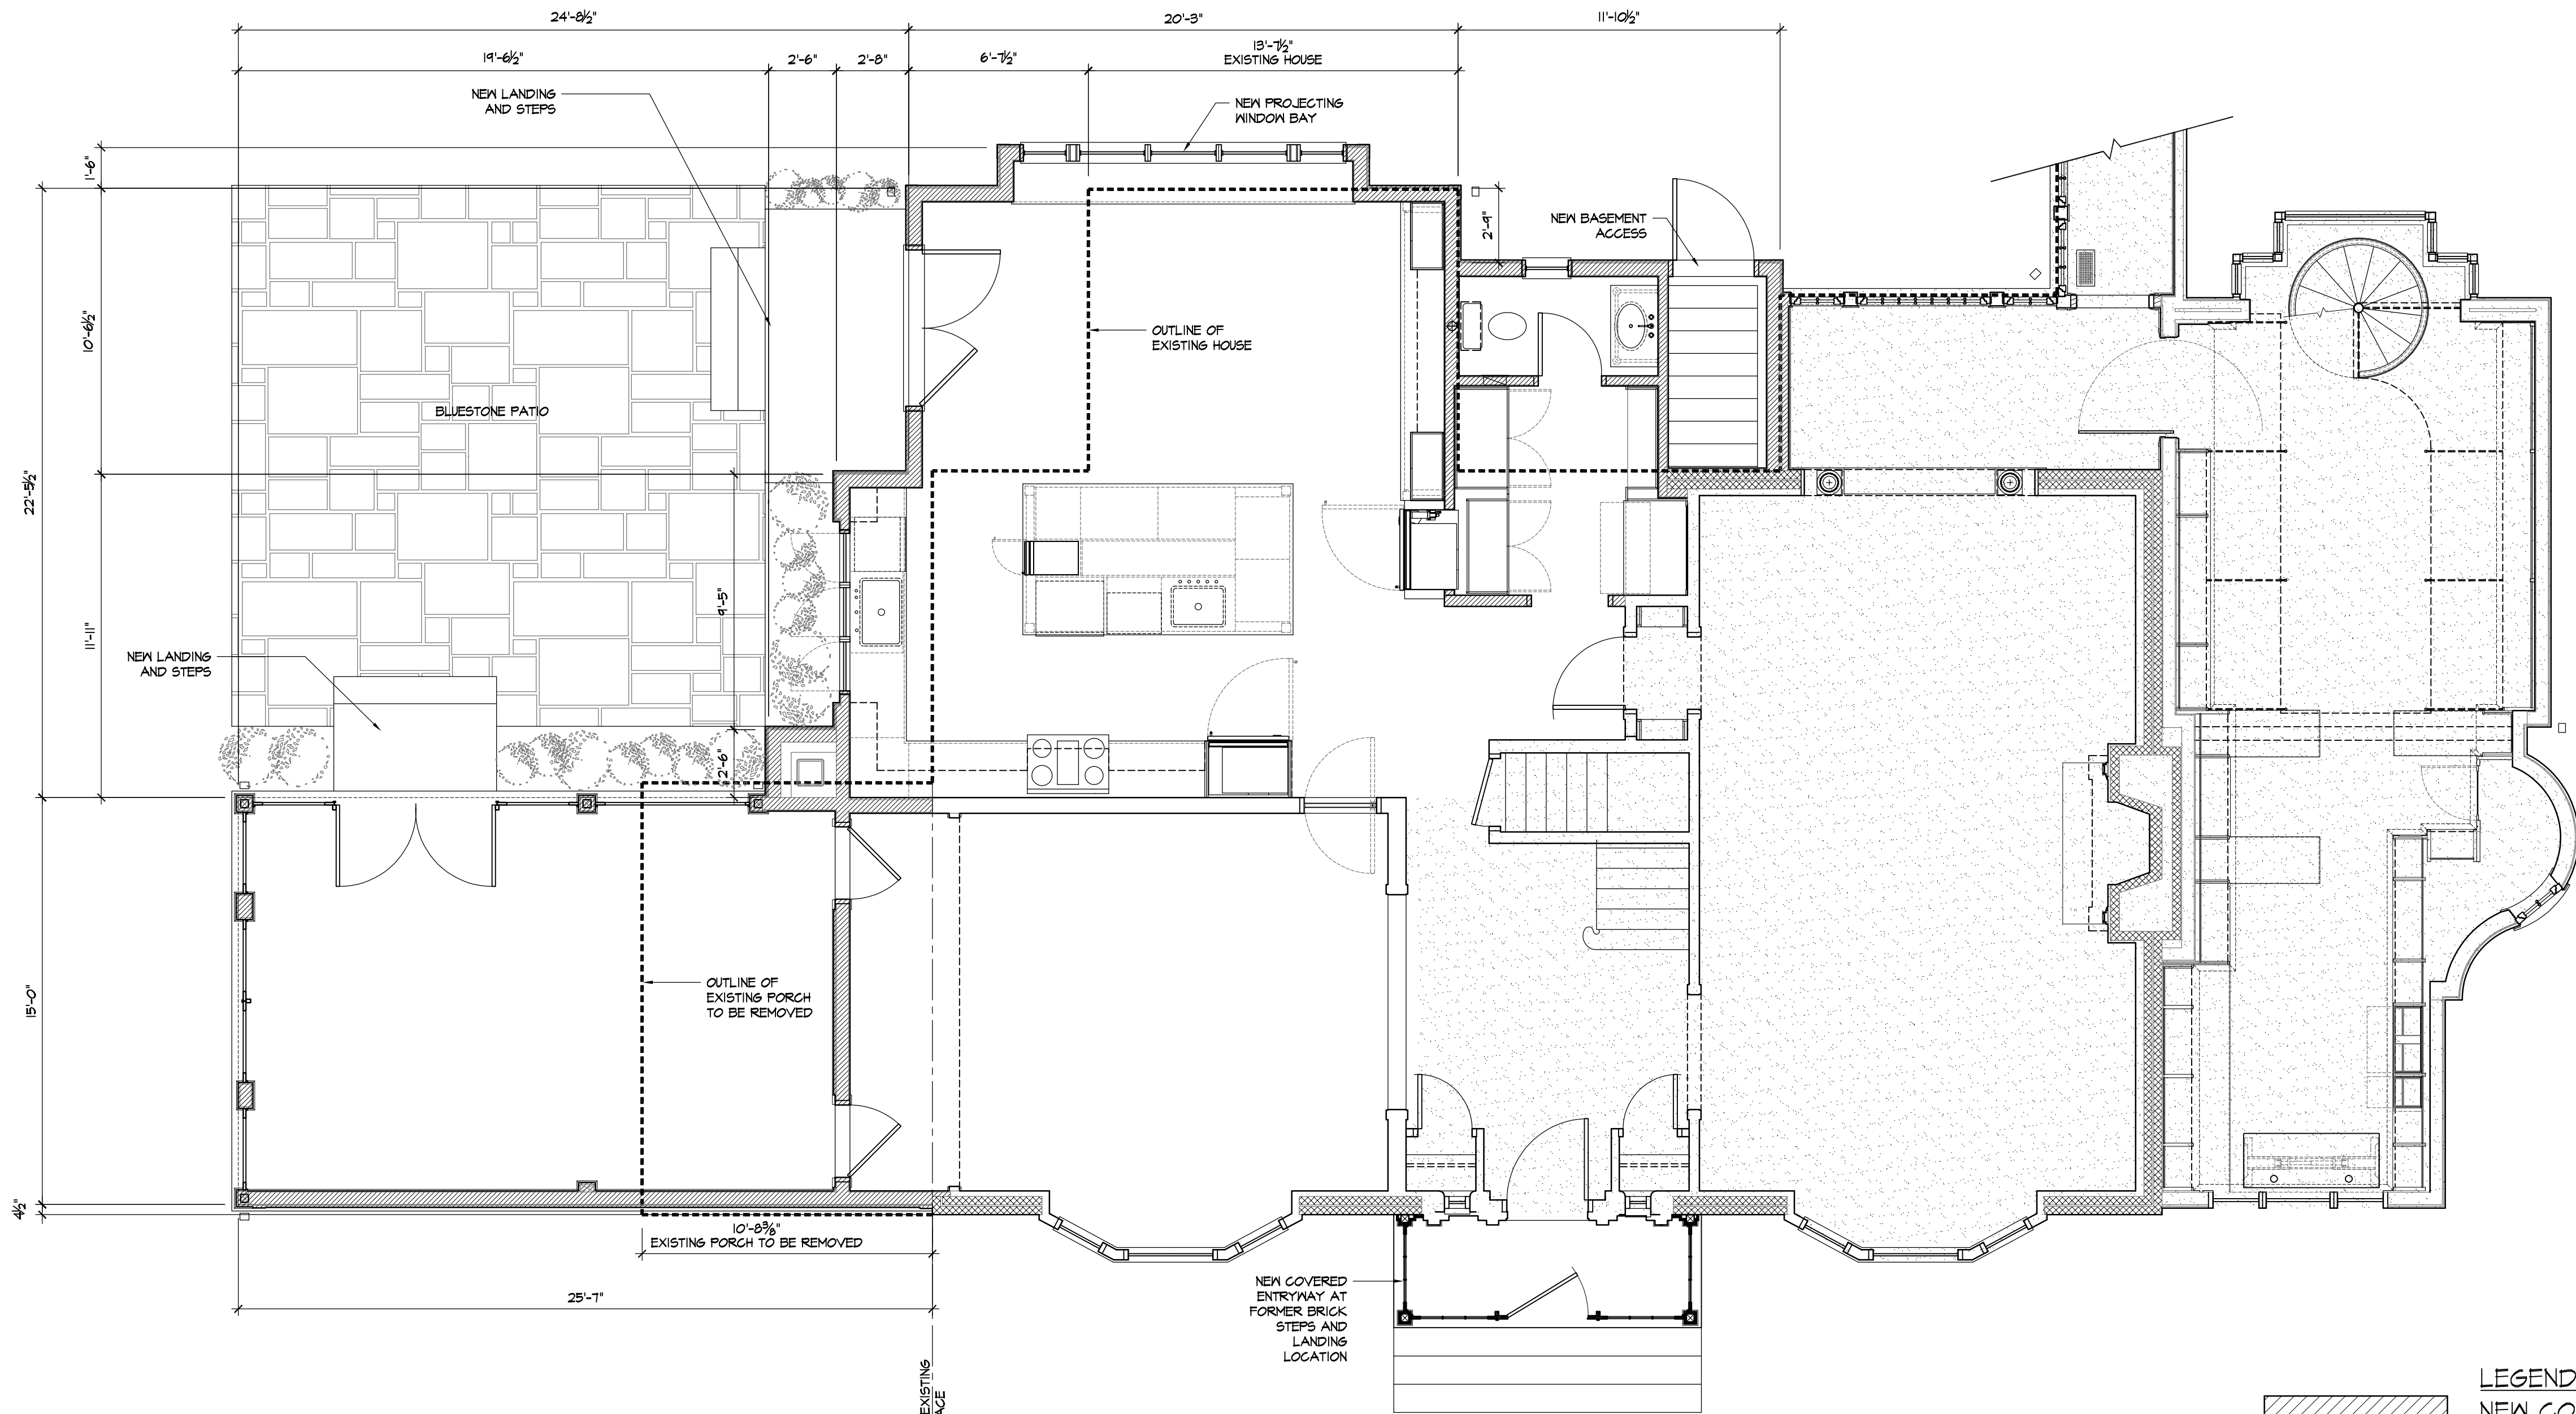 24'-8½"
20'-3"
11'-10½"
19'-6½"
2'-6"
2'-8"
6'-7½"
13'-7½"
EXISTING HOUSE
NEW LANDING
AND STEPS
NEW PROJECTING
WINDOW BAY
1'-6"
2'-9"
NEW BASEMENT
ACCESS
10'-6½"
OUTLINE OF
EXISTING HOUSE
BLUESTONE PATIO
22'-5½"
9'-5"
11'-11"
NEW LANDING
AND STEPS
2'-6"
OUTLINE OF
EXISTING PORCH
TO BE REMOVED
15'-0"
4½"
10'-8⅜"
EXISTING PORCH TO BE REMOVED
25'-7"
NEW COVERED
ENTRYWAY AT
FORMER BRICK
STEPS AND
LANDING
LOCATION
EXISTING
LEGEND
NEW